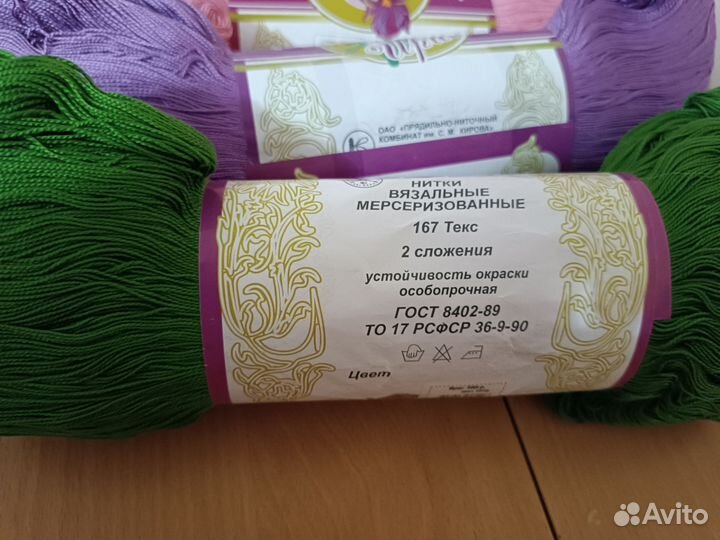 Ирис
ОАО «ПРЯДИЛЬНО-НИТОЧНЫЙ
КОМБИНАТ им. С. М. КИРОВА»
НИТКИ
ВЯЗАЛЬНЫЕ
МЕРСЕРИЗОВАННЫЕ
167 Текс
2 сложения
устойчивость окраски
особопрочная
ГОСТ 8402-89
ТО 17 РСФСР 36-9-90
Цвет
Avito